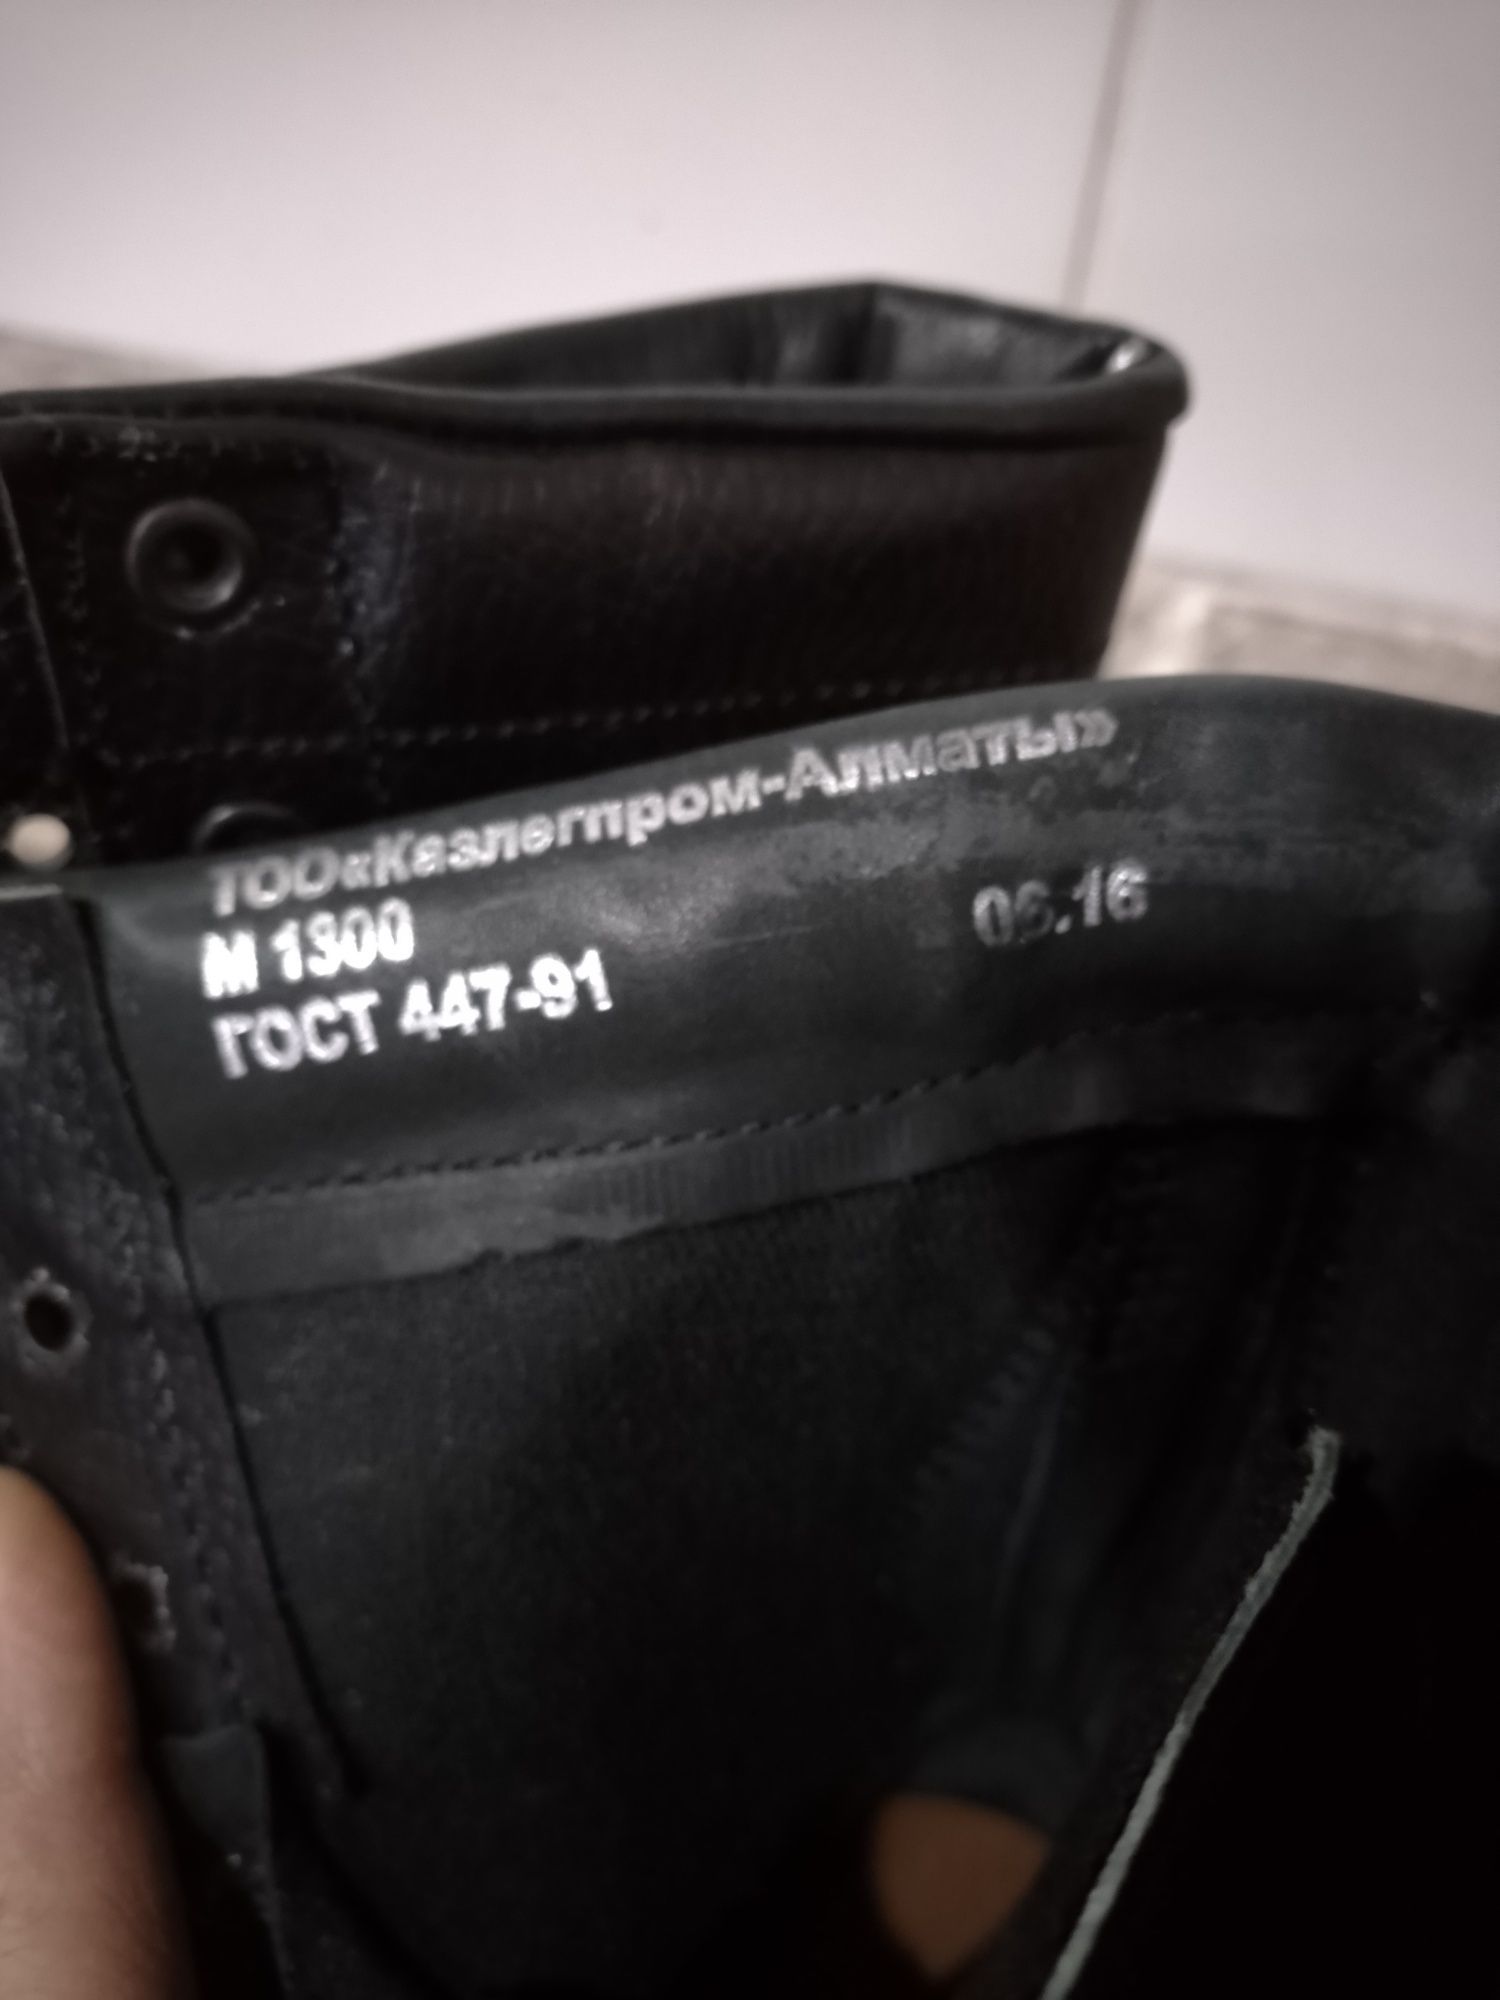 ТОО«Казлегпром-Алматы»
М 1300
06.16
ГОСТ 447-91